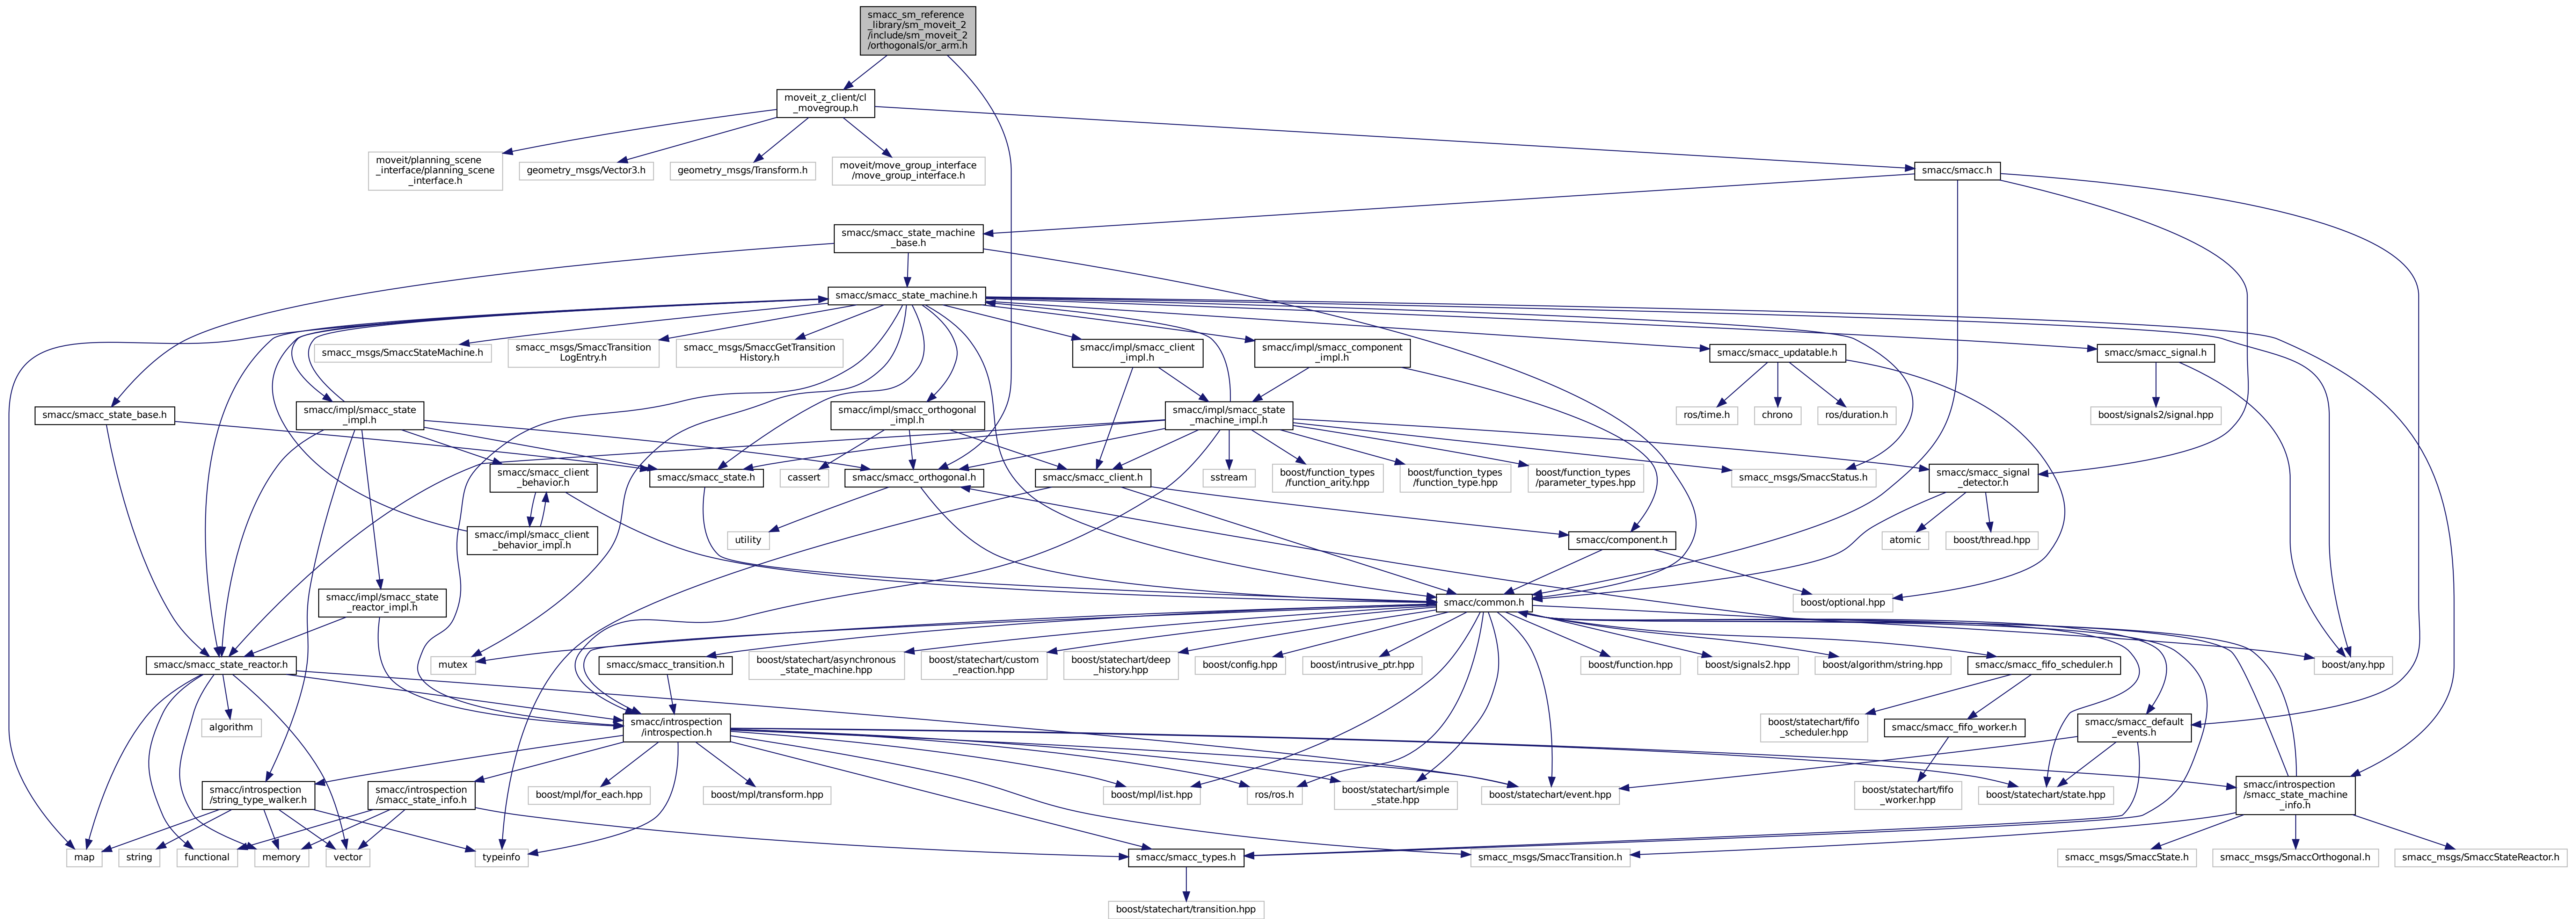 smacc_sm_reference
_library/sm_moveit_2
/include/sm_moveit_2
/orthogonals/or_arm.h
moveit_z_client/cl
_movegroup.h
moveit/planning_scene
_interface/planning_scene
_interface.h
geometry_msgs/Vector3.h
geometry_msgs/Transform.h
moveit/move_group_interface
/move_group_interface.h
smacc/smacc.h
smacc/smacc_state_machine
_base.h
smacc/smacc_state_machine.h
smacc_msgs/SmaccStateMachine.h
smacc_msgs/SmaccTransition
LogEntry.h
smacc_msgs/SmaccGetTransition
History.h
smacc/impl/smacc_client
_impl.h
smacc/impl/smacc_component
_impl.h
smacc/smacc_updatable.h
smacc/smacc_signal.h
smacc/smacc_state_base.h
smacc/impl/smacc_state
_impl.h
smacc/impl/smacc_orthogonal
_impl.h
smacc/impl/smacc_state
_machine_impl.h
ros/time.h
chrono
ros/duration.h
boost/signals2/signal.hpp
smacc/smacc_client
_behavior.h
smacc/smacc_state.h
cassert
smacc/smacc_orthogonal.h
smacc/smacc_client.h
sstream
boost/function_types
/function_arity.hpp
boost/function_types
/function_type.hpp
boost/function_types
/parameter_types.hpp
smacc_msgs/SmaccStatus.h
smacc/smacc_signal
_detector.h
smacc/impl/smacc_client
_behavior_impl.h
utility
smacc/component.h
atomic
boost/thread.hpp
smacc/impl/smacc_state
_reactor_impl.h
smacc/common.h
boost/optional.hpp
smacc/smacc_state_reactor.h
mutex
smacc/smacc_transition.h
boost/statechart/asynchronous
_state_machine.hpp
boost/statechart/custom
_reaction.hpp
boost/statechart/deep
_history.hpp
boost/config.hpp
boost/intrusive_ptr.hpp
boost/function.hpp
boost/signals2.hpp
boost/algorithm/string.hpp
smacc/smacc_fifo_scheduler.h
boost/any.hpp
algorithm
smacc/introspection
/introspection.h
boost/statechart/fifo
_scheduler.hpp
smacc/smacc_fifo_worker.h
smacc/smacc_default
_events.h
smacc/introspection
/string_type_walker.h
smacc/introspection
/smacc_state_info.h
boost/mpl/for_each.hpp
boost/mpl/transform.hpp
boost/mpl/list.hpp
ros/ros.h
boost/statechart/simple
_state.hpp
boost/statechart/event.hpp
boost/statechart/fifo
_worker.hpp
boost/statechart/state.hpp
smacc/introspection
/smacc_state_machine
_info.h
map
string
functional
memory
vector
typeinfo
smacc/smacc_types.h
smacc_msgs/SmaccTransition.h
smacc_msgs/SmaccState.h
smacc_msgs/SmaccOrthogonal.h
smacc_msgs/SmaccStateReactor.h
boost/statechart/transition.hpp